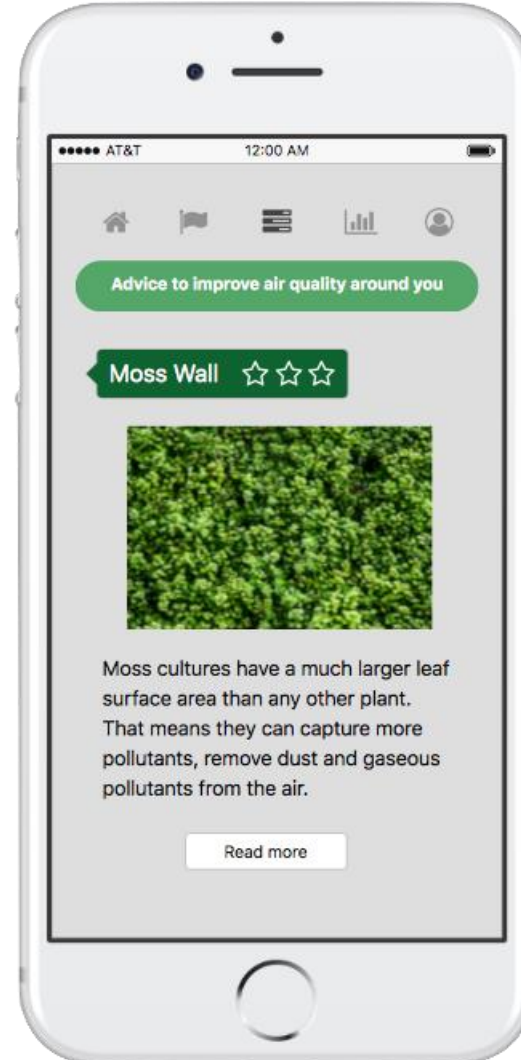 AT&T 12:00 AM
Advice to improve air quality around you
Moss Wall
Moss cultures have a much larger leaf
surface area than any other plant.
That means they can capture more
pollutants, remove dust and gaseous
pollutants from the air.
Read more